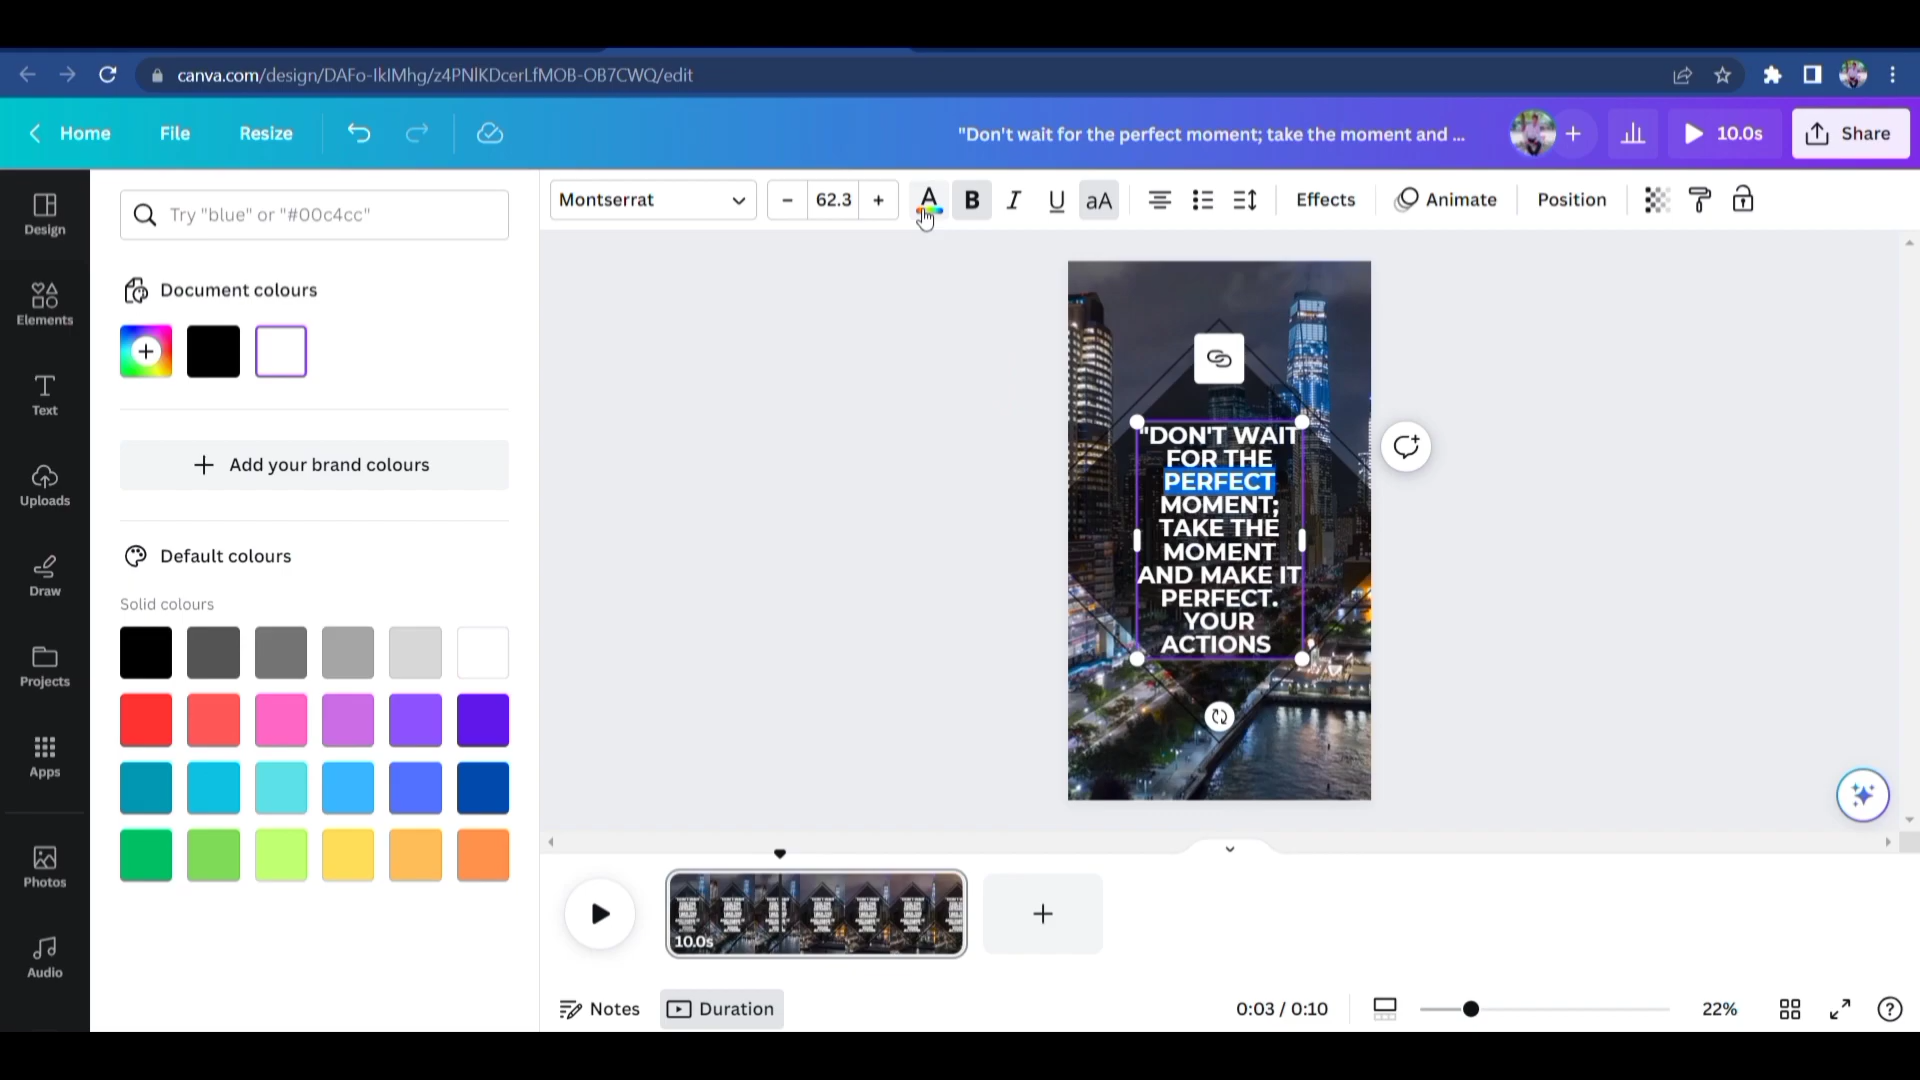 canva.com/design/DAFo-IkIMhg/z4PNlKDcerLfMOB-OB7CWQ/edit
Home
File
Resize
"Don't wait for the perfect moment; take the moment and ...
10.0s
Share
Design
Elements
Text
Uploads
Draw
Projects
Apps
Photos
Audio
Try "blue" or "#00c4cc"
Document colours
Add your brand colours
Default colours
Solid colours
Montserrat
62.3
A
B
I
U
aA
Effects
Animate
Position
"DON'T WAIT
FOR THE
PERFECT
MOMENT;
TAKE THE
MOMENT
AND MAKE IT
PERFECT.
YOUR
ACTIONS
10.0s
Notes
Duration
0:03 / 0:10
22%